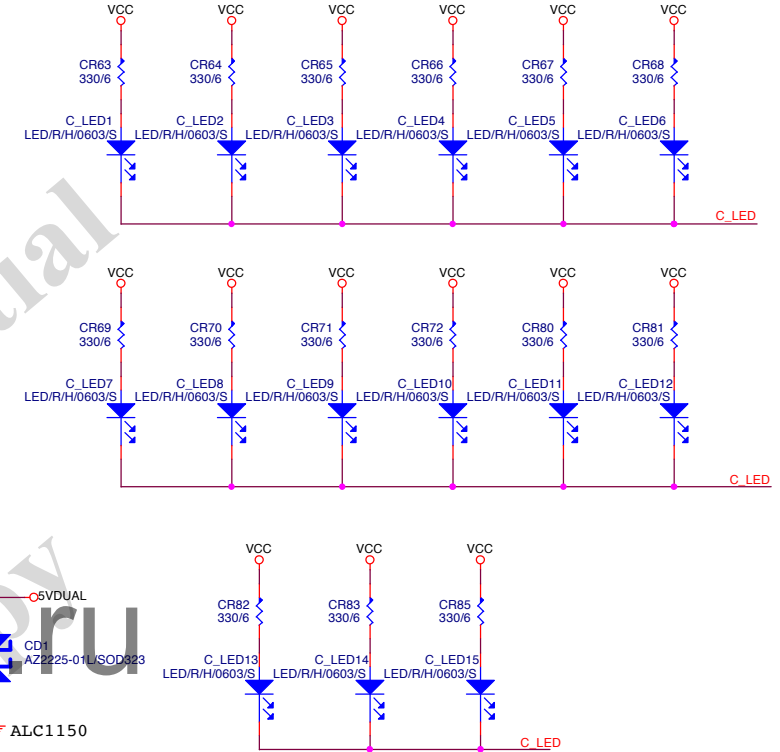 VCC VCC VCC VCC VCC VCC
CR63 CR64 CR65 CR66 CR67 CR68
330/6 330/6 330/6 330/6 330/6 330/6
C_LED1 C_LED2 C_LED3 C_LED4 C_LED5 C_LED6
LED/R/H/0603/S LED/R/H/0603/S LED/R/H/0603/S LED/R/H/0603/S LED/R/H/0603/S LED/R/H/0603/S
C_LED
VCC VCC VCC VCC VCC VCC
CR69 CR70 CR71 CR72 CR80 CR81
330/6 330/6 330/6 330/6 330/6 330/6
C_LED7 C_LED8 C_LED9 C_LED10 C_LED11 C_LED12
LED/R/H/0603/S LED/R/H/0603/S LED/R/H/0603/S LED/R/H/0603/S LED/R/H/0603/S LED/R/H/0603/S
C_LED
VCC VCC VCC
5VDUAL
CR82 CR83 CR85
330/6 330/6 330/6
.ru
CD1
AZ2225-01L/SOD323
C_LED13 C_LED14 C_LED15
LED/R/H/0603/S LED/R/H/0603/S LED/R/H/0603/S
ALC1150
C_LED